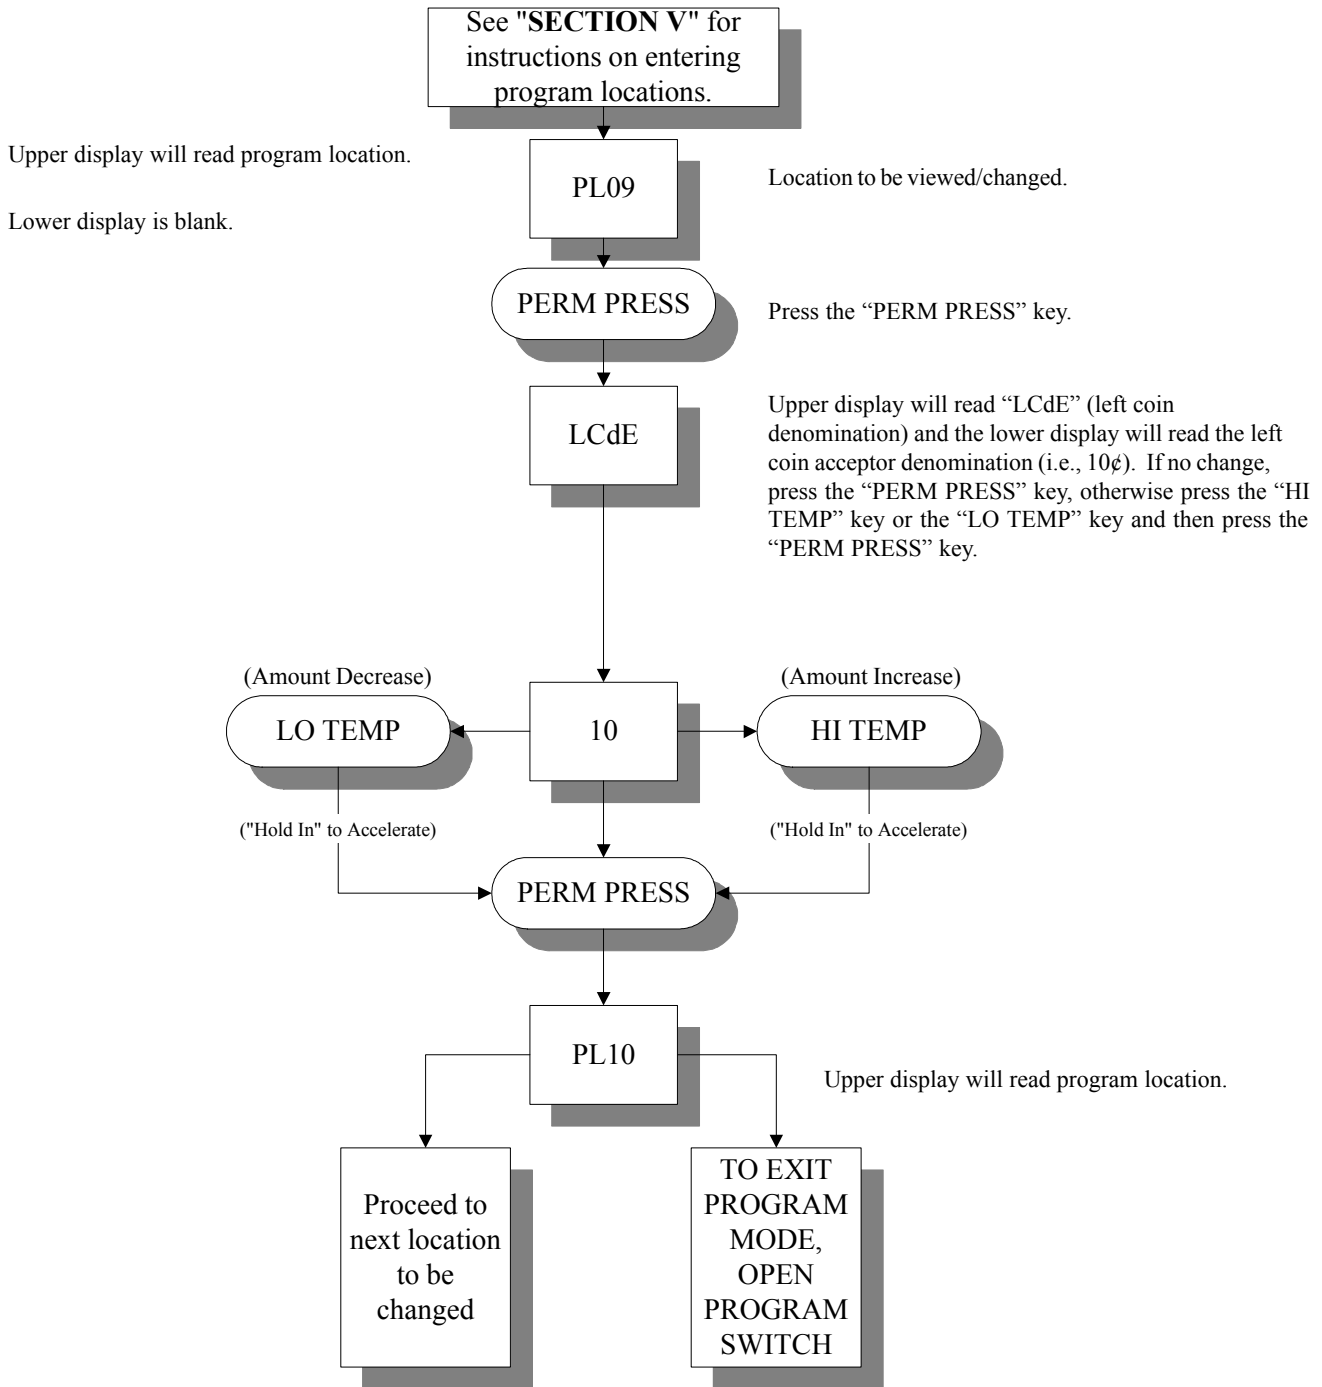 See "SECTION V" for
instructions on entering
program locations.
Upper display will read program location.
Lower display is blank.
PL09
Location to be viewed/changed.
PERM PRESS
Press the “PERM PRESS” key.
LCdE
Upper display will read “LCdE” (left coin
denomination) and the lower display will read the left
coin acceptor denomination (i.e., 10¢). If no change,
press the “PERM PRESS” key, otherwise press the “HI
TEMP” key or the “LO TEMP” key and then press the
“PERM PRESS” key.
(Amount Decrease)
LO TEMP
10
(Amount Increase)
HI TEMP
("Hold In" to Accelerate)
("Hold In" to Accelerate)
PERM PRESS
PL10
Upper display will read program location.
Proceed to
next location
to be
changed
TO EXIT
PROGRAM
MODE,
OPEN
PROGRAM
SWITCH